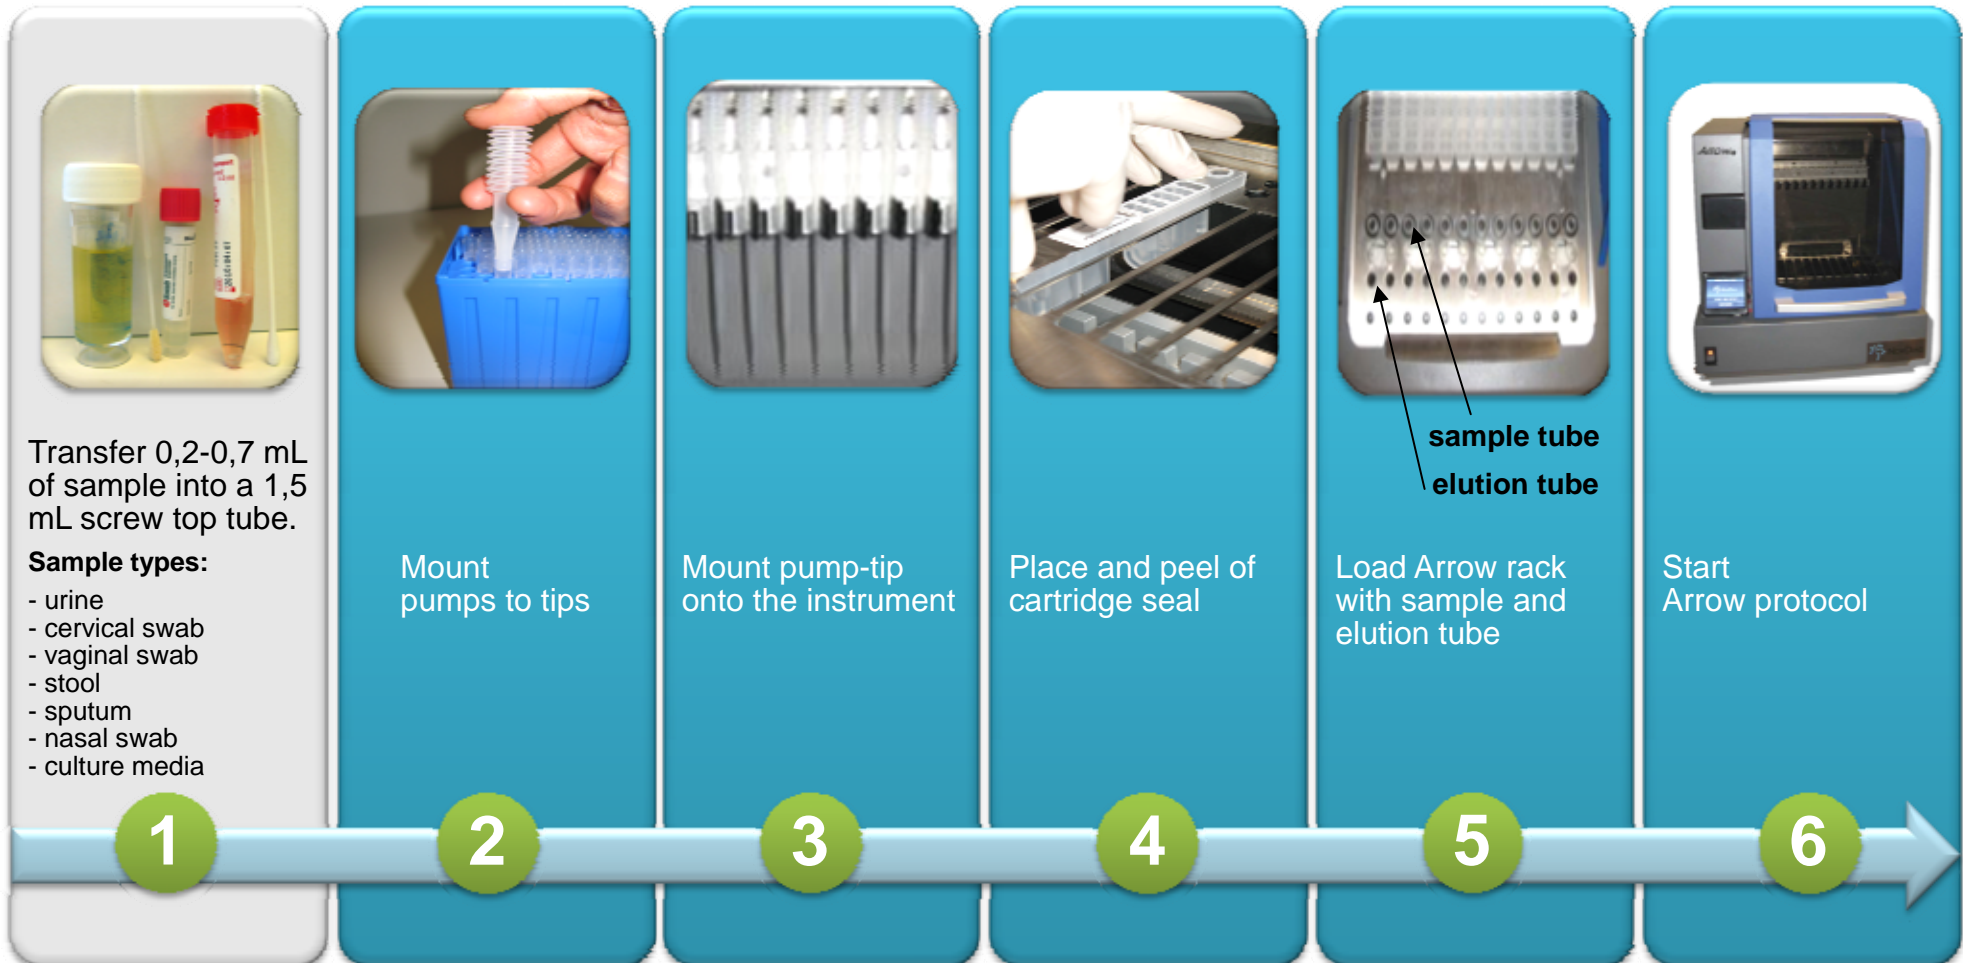 Transfer 0,2-0,7 mL
of sample into a 1,5
mL screw top tube.
Sample types:
- urine
- cervical swab
- vaginal swab
- stool
- sputum
- nasal swab
- culture media
1
Mount
pumps to tips
2
Mount pump-tip
onto the instrument
3
Place and peel of
cartridge seal
4
sample tube
elution tube
Load Arrow rack
with sample and
elution tube
5
Arrow
Start
Arrow protocol
6